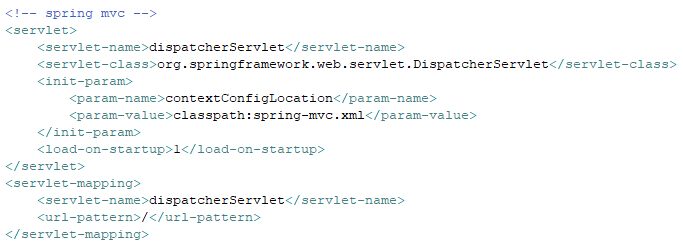 <!-- spring mvc -->
<servlet>
    <servlet-name>dispatcherServlet</servlet-name>
    <servlet-class>org.springframework.web.servlet.DispatcherServlet</servlet-class>
    <init-param>
        <param-name>contextConfigLocation</param-name>
        <param-value>classpath:spring-mvc.xml</param-value>
    </init-param>
    <load-on-startup>1</load-on-startup>
</servlet>
<servlet-mapping>
    <servlet-name>dispatcherServlet</servlet-name>
    <url-pattern>/</url-pattern>
</servlet-mapping>